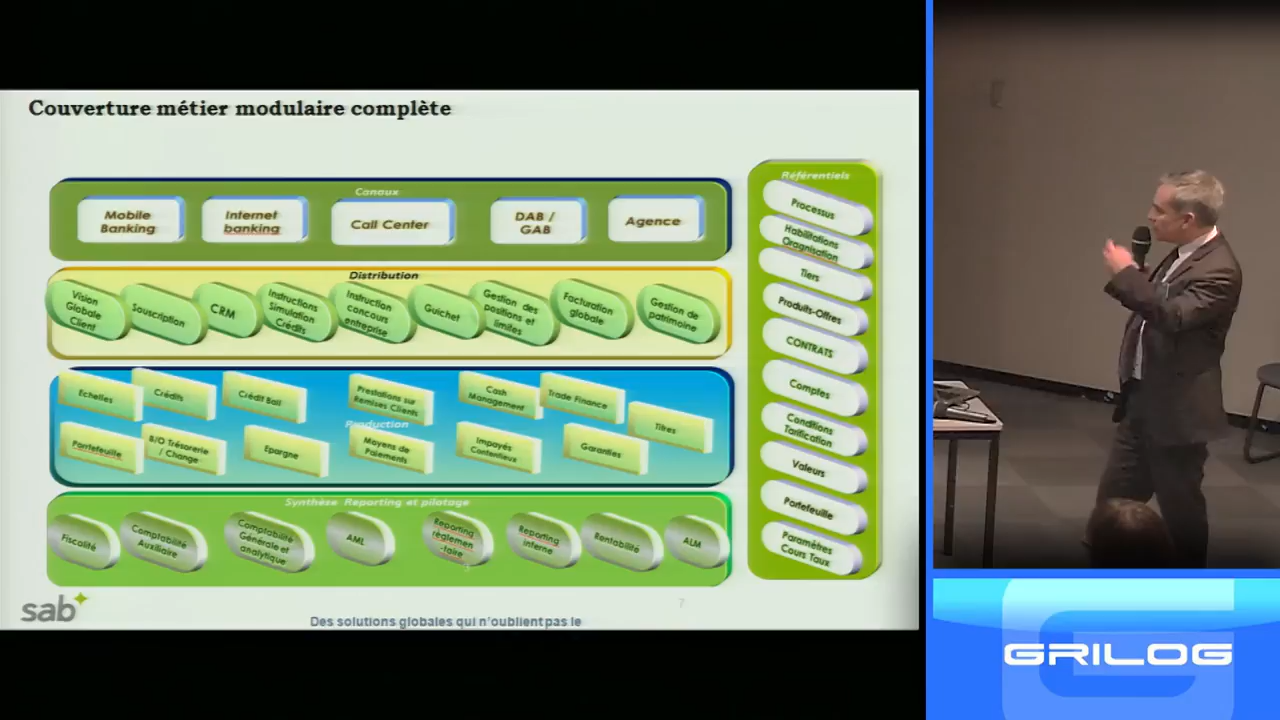 Couverture métier modulaire complète
Canaux
Mobile
Banking
Internet
banking
Call Center
DAB /
GAB
Agence
Distribution
Vision
Globale
Client
Souscription
CRM
Instructions
Simulation
Crédits
Instruction
concours
entreprise
Guichet
Gestion des
positions et
limites
Facturation
globale
Gestion de
patrimoine
Echelles
Crédits
Crédit Bail
Prestations sur
Remises Clients
Cash
Management
Trade Finance
Titres
Production
Portefeuille
B/O Trésorerie
/ Change
Epargne
Moyens de
Paiements
Impayés
Contentieux
Garanties
Synthèse Reporting et pilotage
Fiscalité
Comptabilité
Auxiliaire
Comptabilité
Générale et
analytique
AML
Reporting
réglemen
-taire
Reporting
interne
Rentabilité
ALM
Référentiels
Processus
Habilitations
Oragnisation
Tiers
Produits-Offres
CONTRATS
Comptes
Conditions
Tarification
Valeurs
Portefeuille
Paramètres
Cours Taux
sab
Des solutions globales qui n'oublient pas le
7
GRILOG